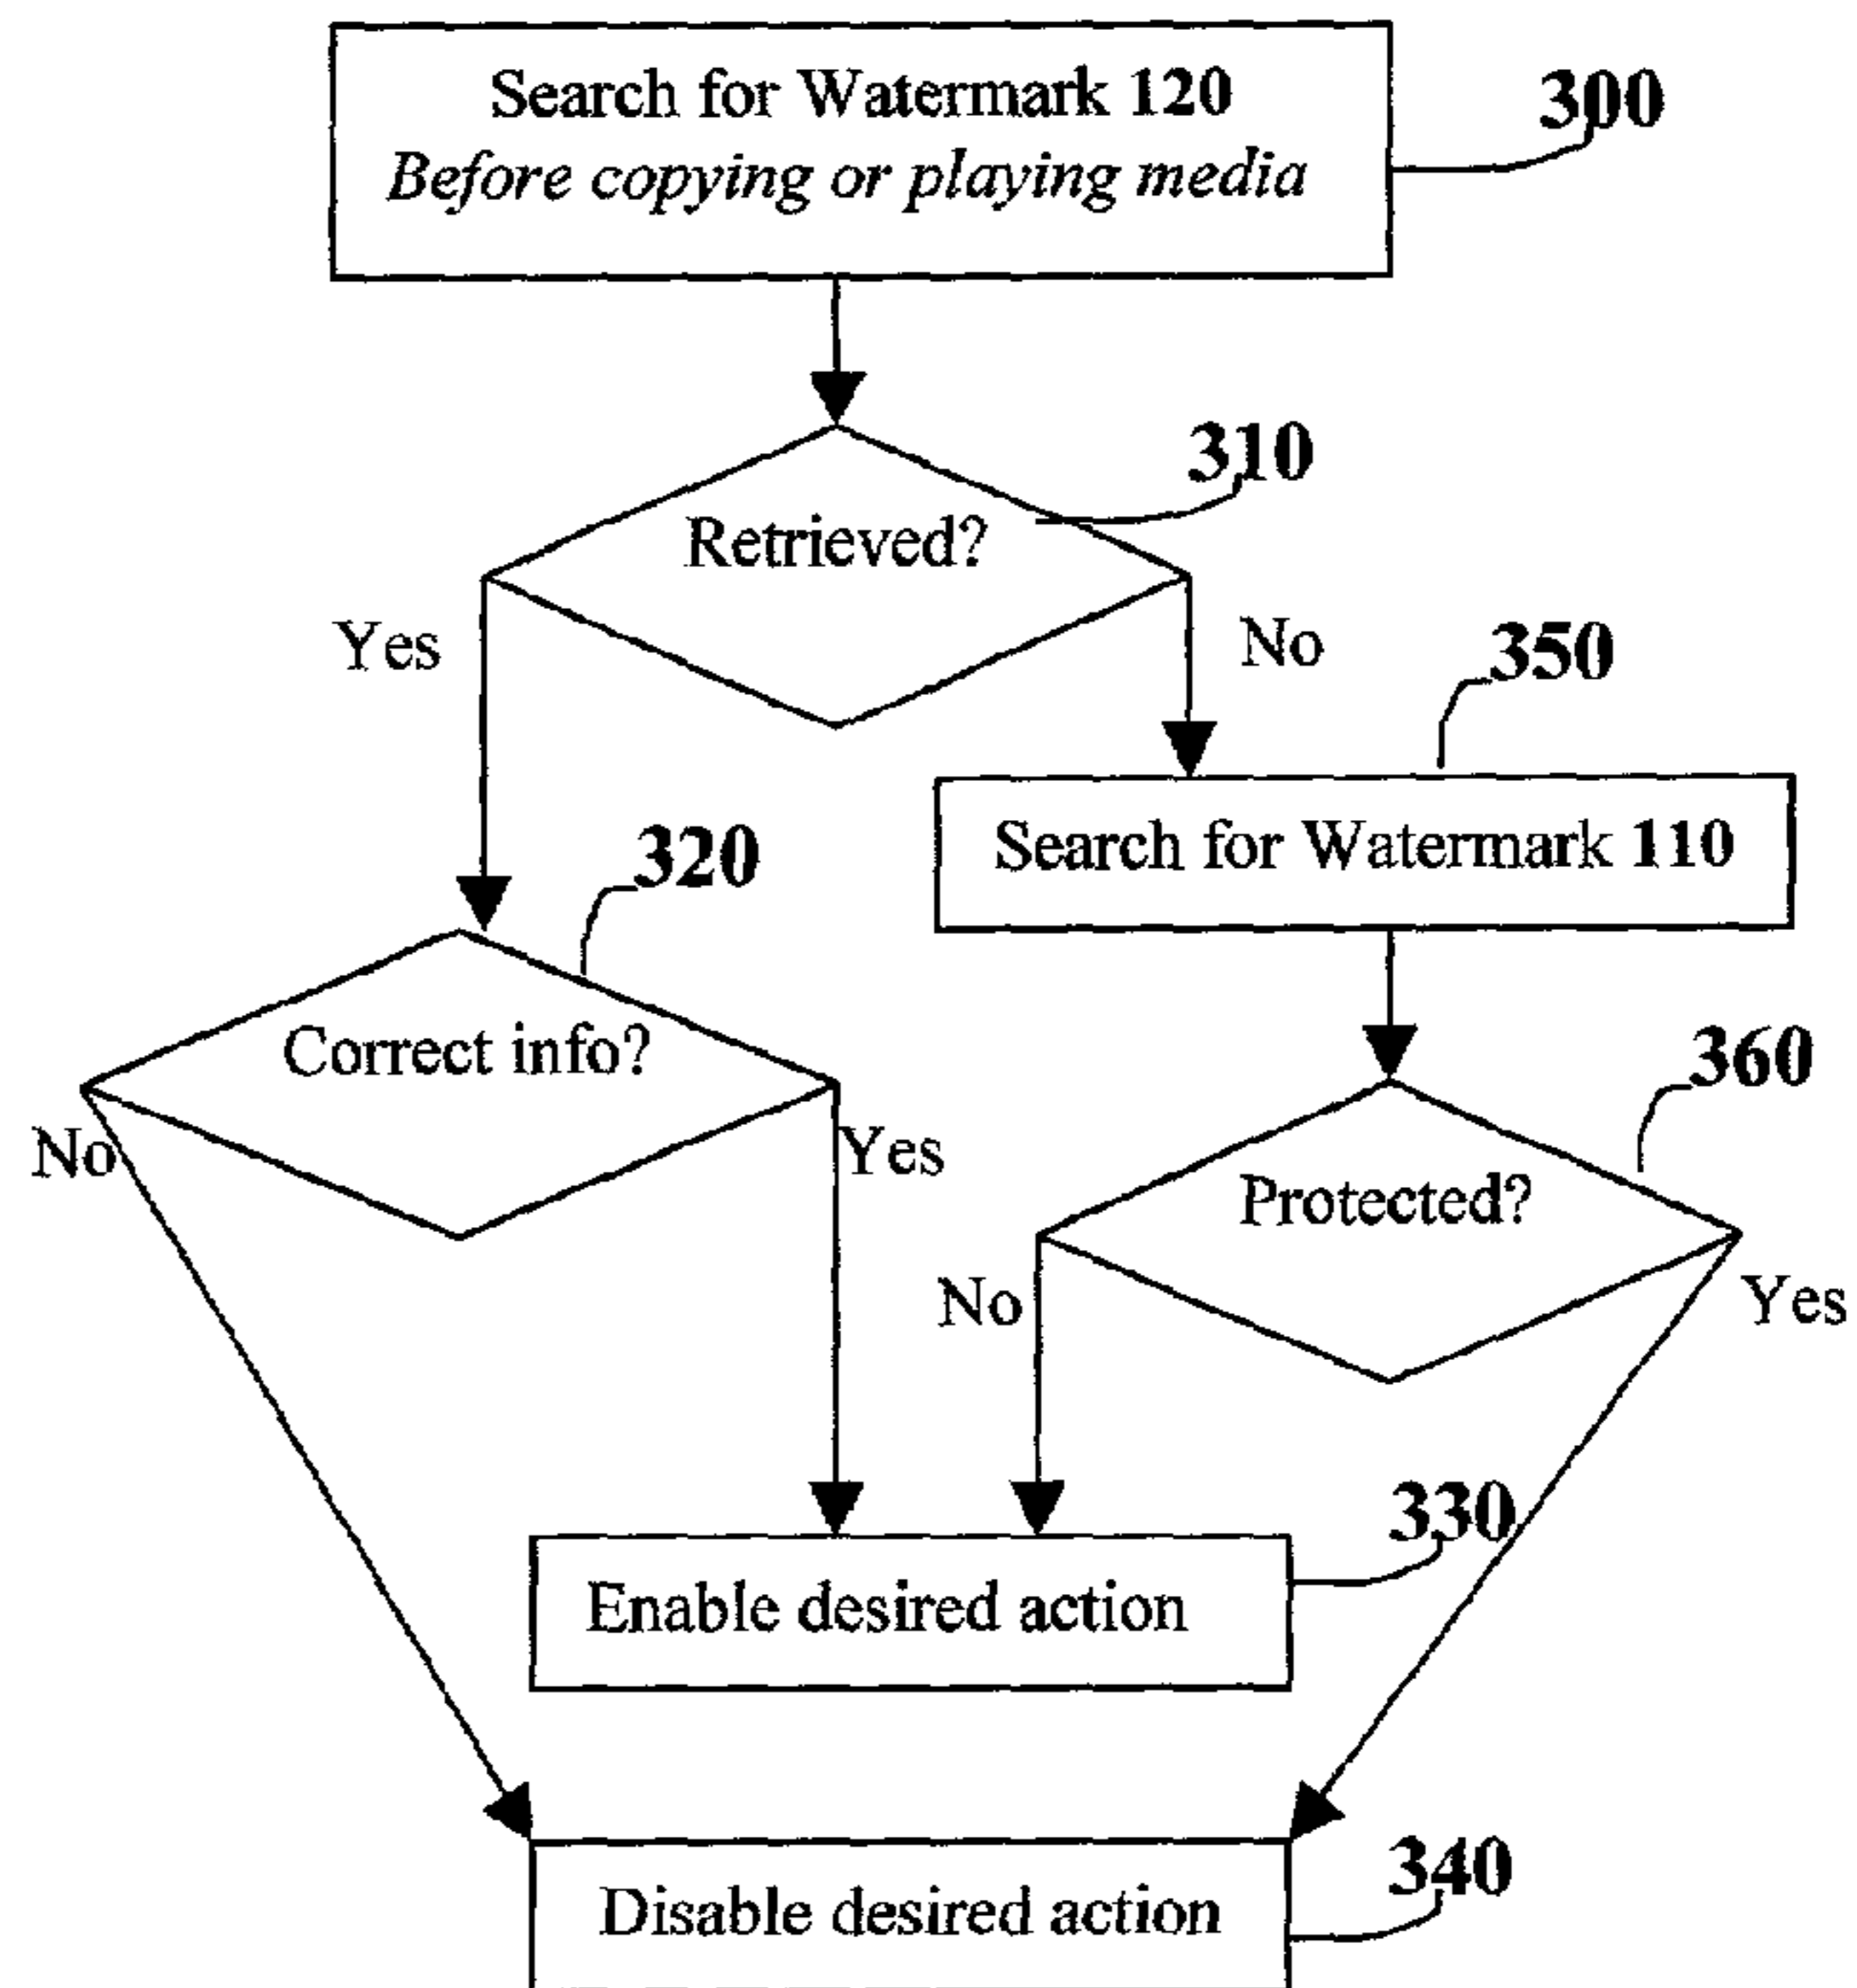 Search for Watermark 120
Before copying or playing media
300
310
Retrieved?
Yes
No
350
Search for Watermark 110
320
Correct info?
360
No
Yes
Protected?
No
Yes
330
Enable desired action
340
Disable desired action